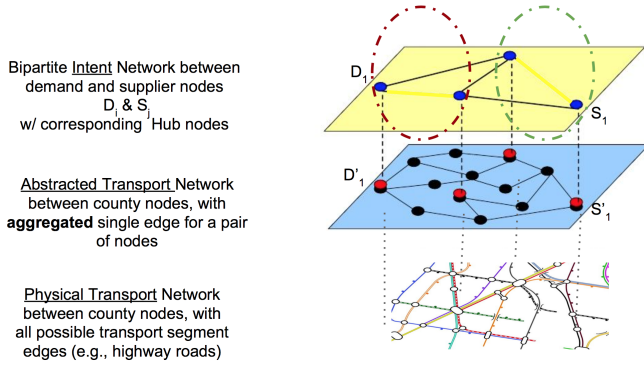 Bipartite Intent Network between
demand and supplier nodes
Di & Sj
w/ corresponding Hub nodes
D1
S1
Abstracted Transport Network
between county nodes, with
aggregated single edge for a pair
of nodes
D'1
S'1
Physical Transport Network
between county nodes, with
all possible transport segment
edges (e.g., highway roads)